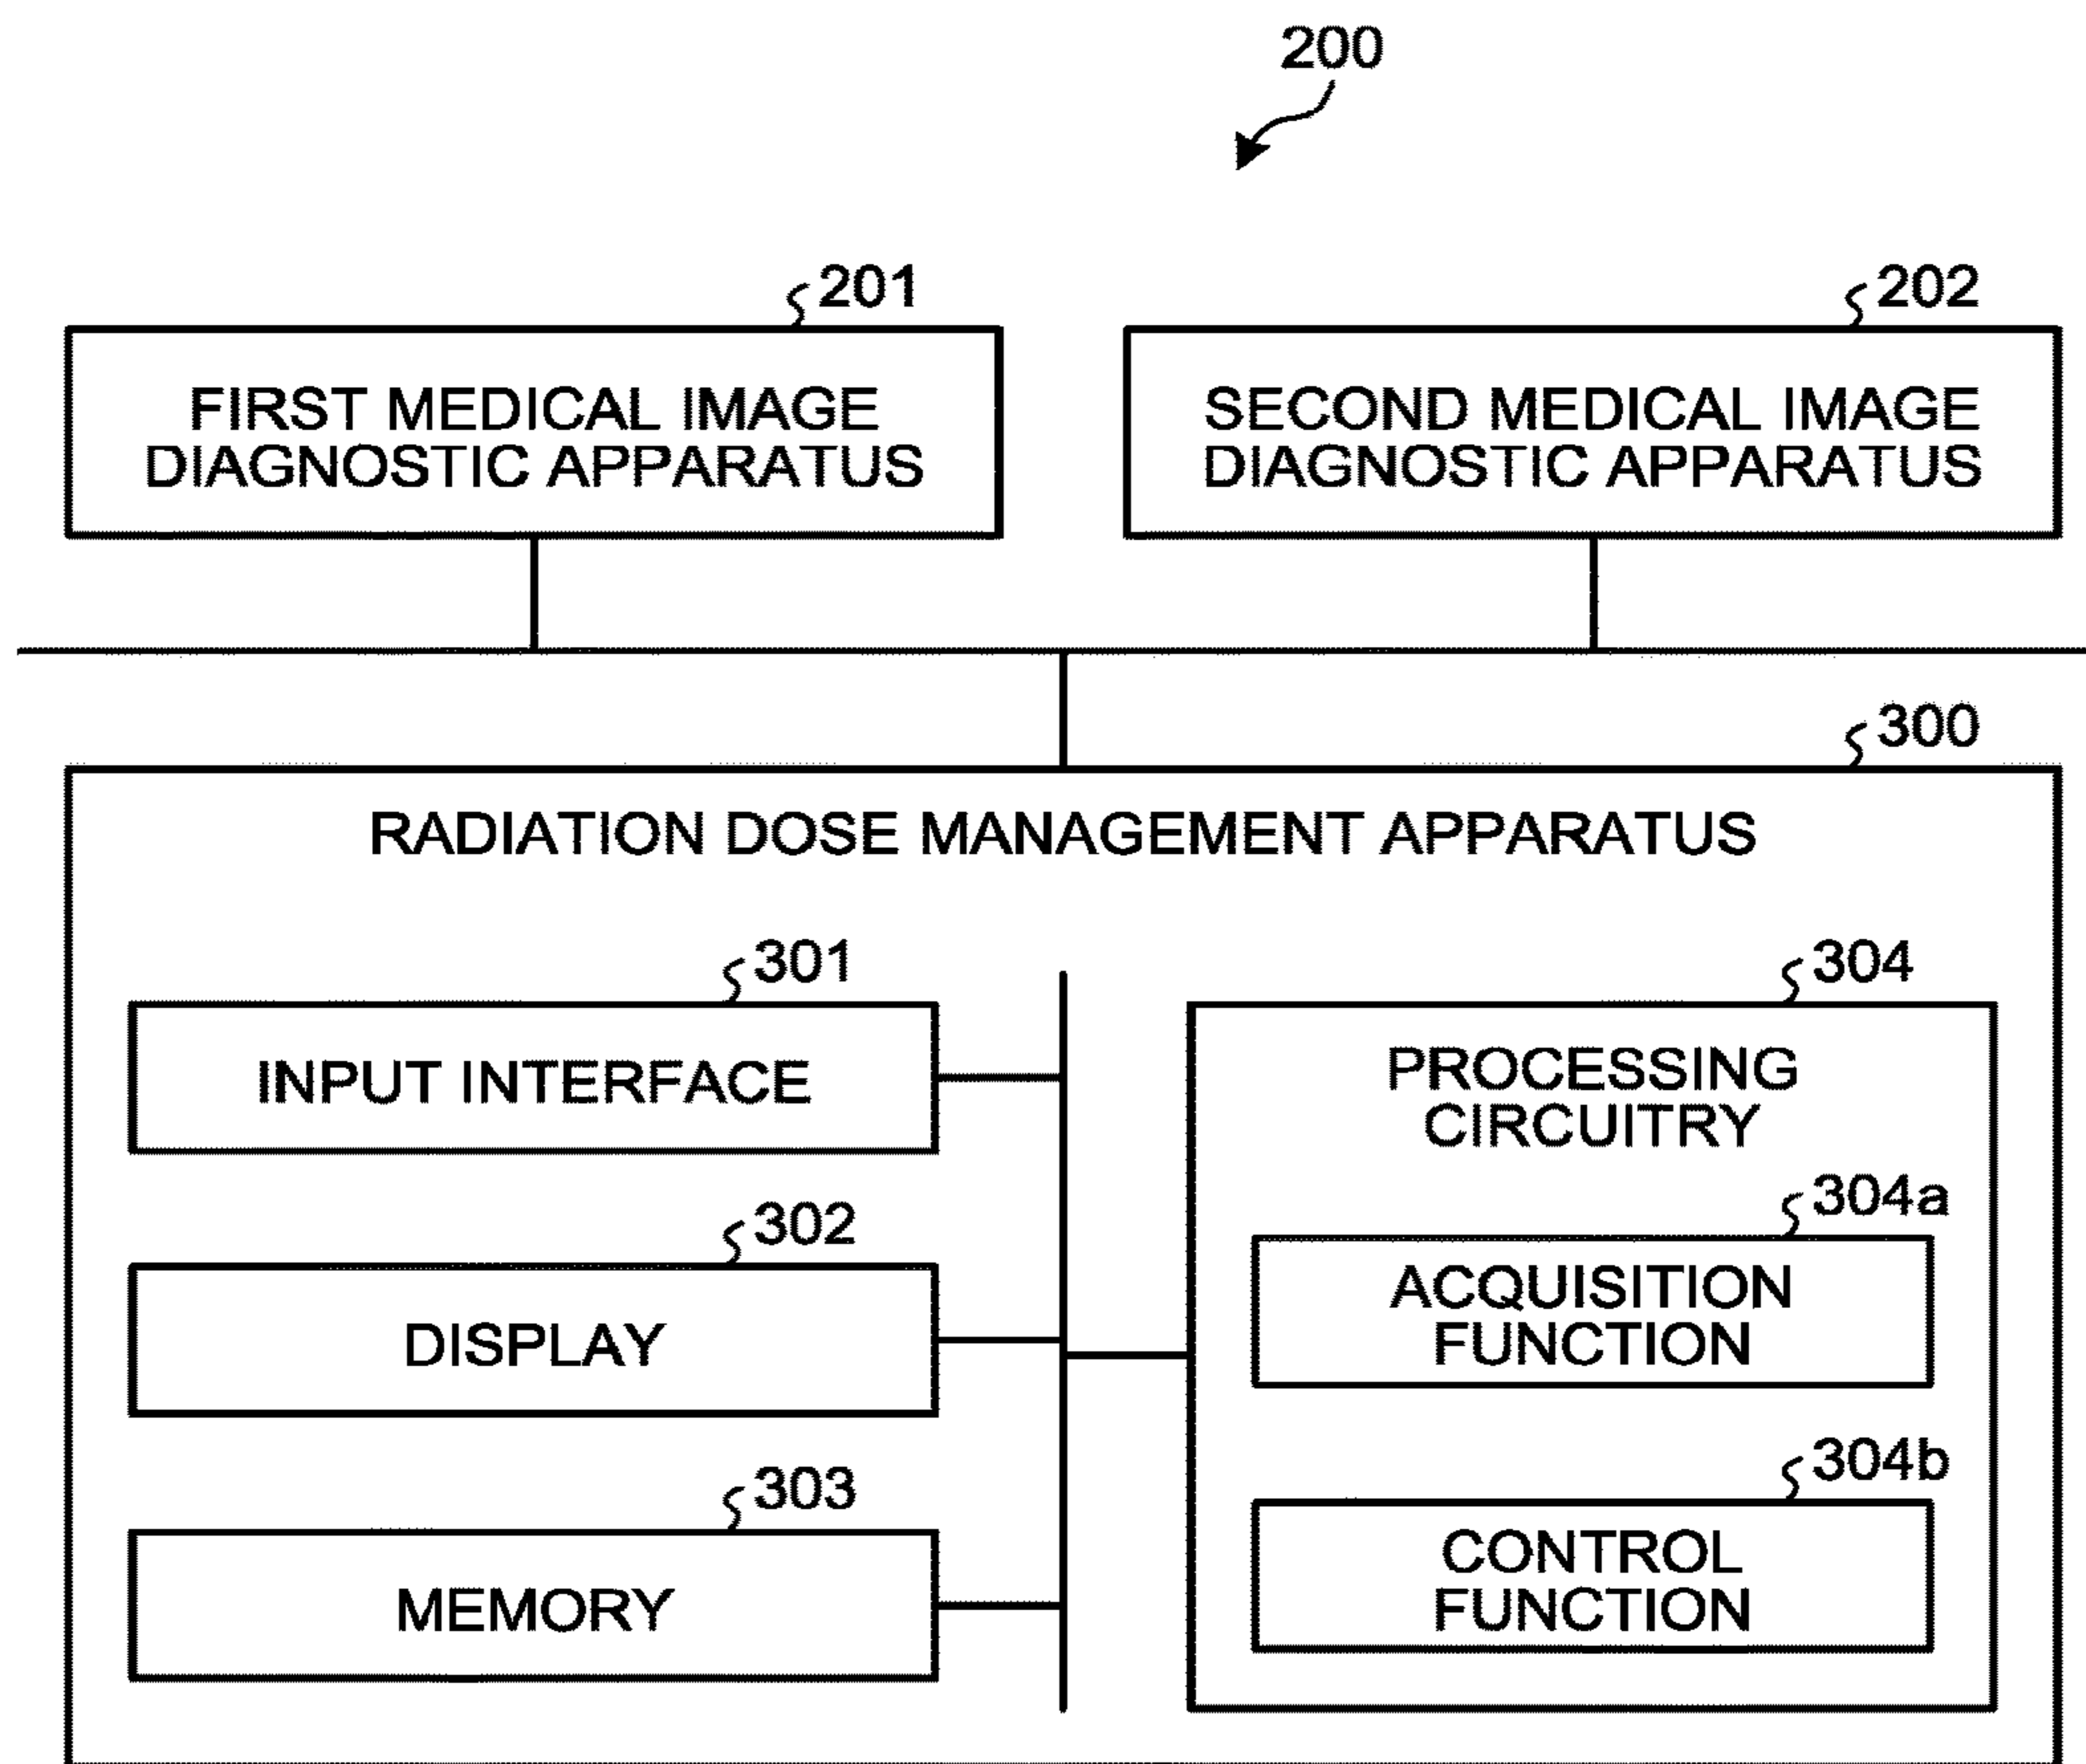 200
201
202
FIRST MEDICAL IMAGE
DIAGNOSTIC APPARATUS
SECOND MEDICAL IMAGE
DIAGNOSTIC APPARATUS
300
RADIATION DOSE MANAGEMENT APPARATUS
301
INPUT INTERFACE
302
DISPLAY
303
MEMORY
304
PROCESSING
CIRCUITRY
304a
ACQUISITION
FUNCTION
304b
CONTROL
FUNCTION